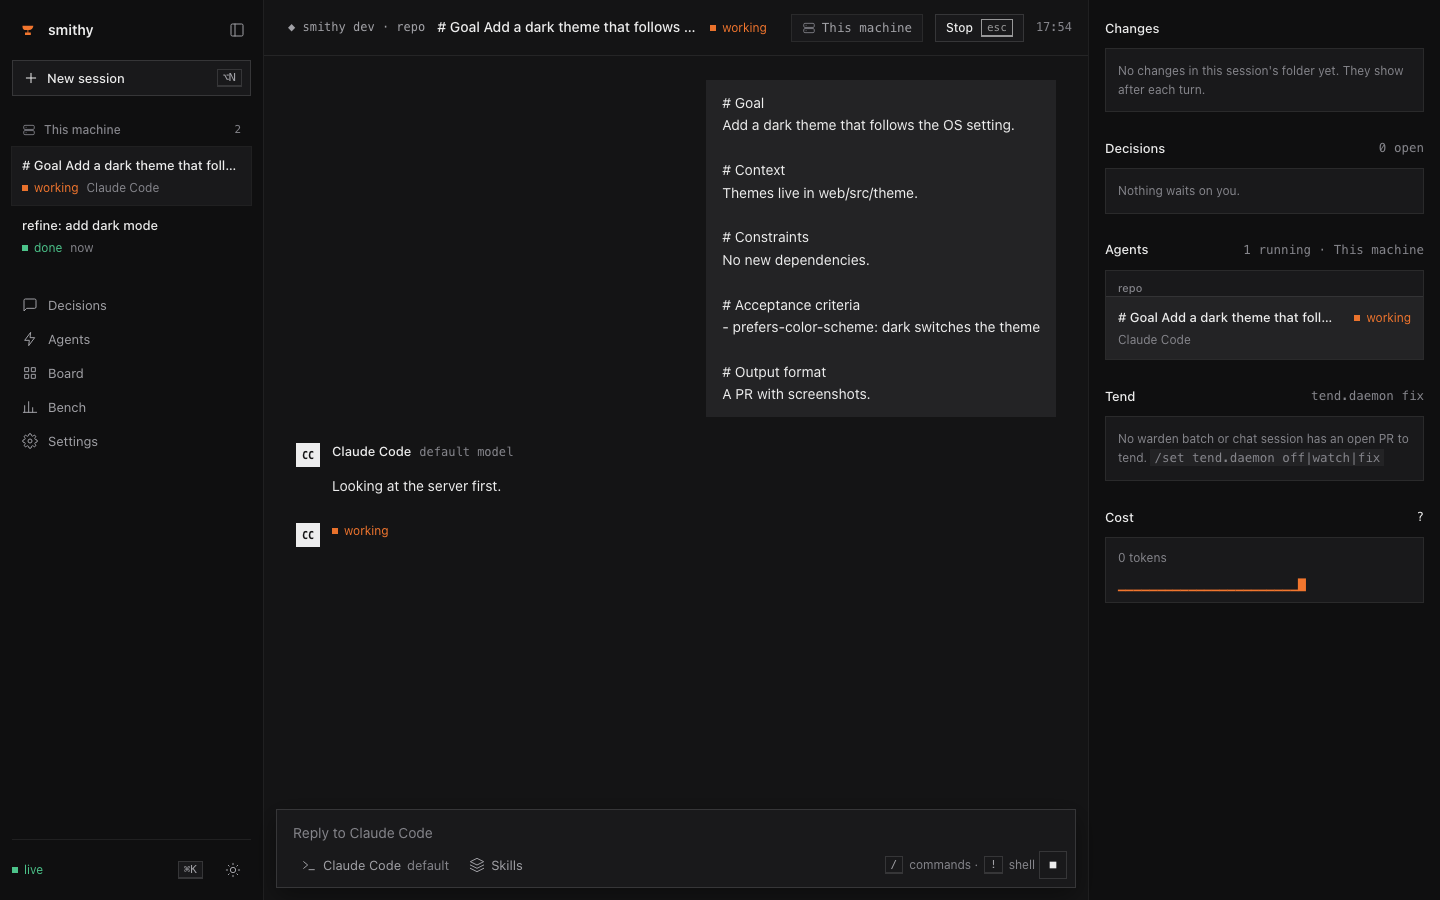 smithy
New session ⌥N
This machine 2
# Goal Add a dark theme that foll...
working Claude Code
refine: add dark mode
done now
Decisions
Agents
Board
Bench
Settings
live ⌘K
◆ smithy dev · repo # Goal Add a dark theme that follows ... working This machine Stop esc 17:54
# Goal
Add a dark theme that follows the OS setting.
# Context
Themes live in web/src/theme.
# Constraints
No new dependencies.
# Acceptance criteria
- prefers-color-scheme: dark switches the theme
# Output format
A PR with screenshots.
CC Claude Code default model
Looking at the server first.
CC working
Reply to Claude Code
Claude Code default Skills / commands · ! shell
Changes
No changes in this session's folder yet. They show
after each turn.
Decisions 0 open
Nothing waits on you.
Agents 1 running · This machine
repo
# Goal Add a dark theme that foll... working
Claude Code
Tend tend.daemon fix
No warden batch or chat session has an open PR to
tend. /set tend.daemon off|watch|fix
Cost ?
0 tokens